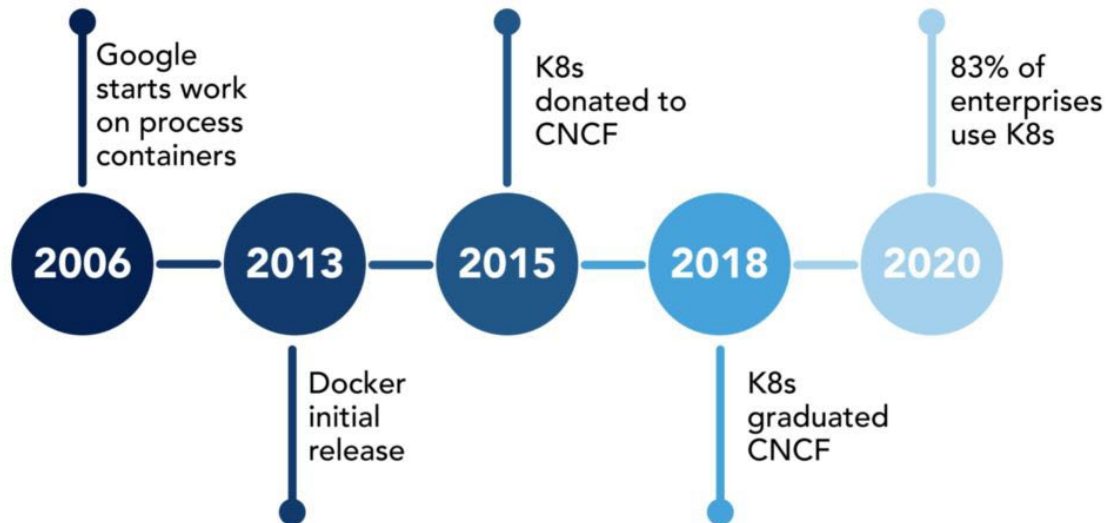 Google
starts work
on process
containers
K8s
donated to
CNCF
83% of
enterprises
use K8s
2006
2013
2015
2018
2020
Docker
initial
release
K8s
graduated
CNCF